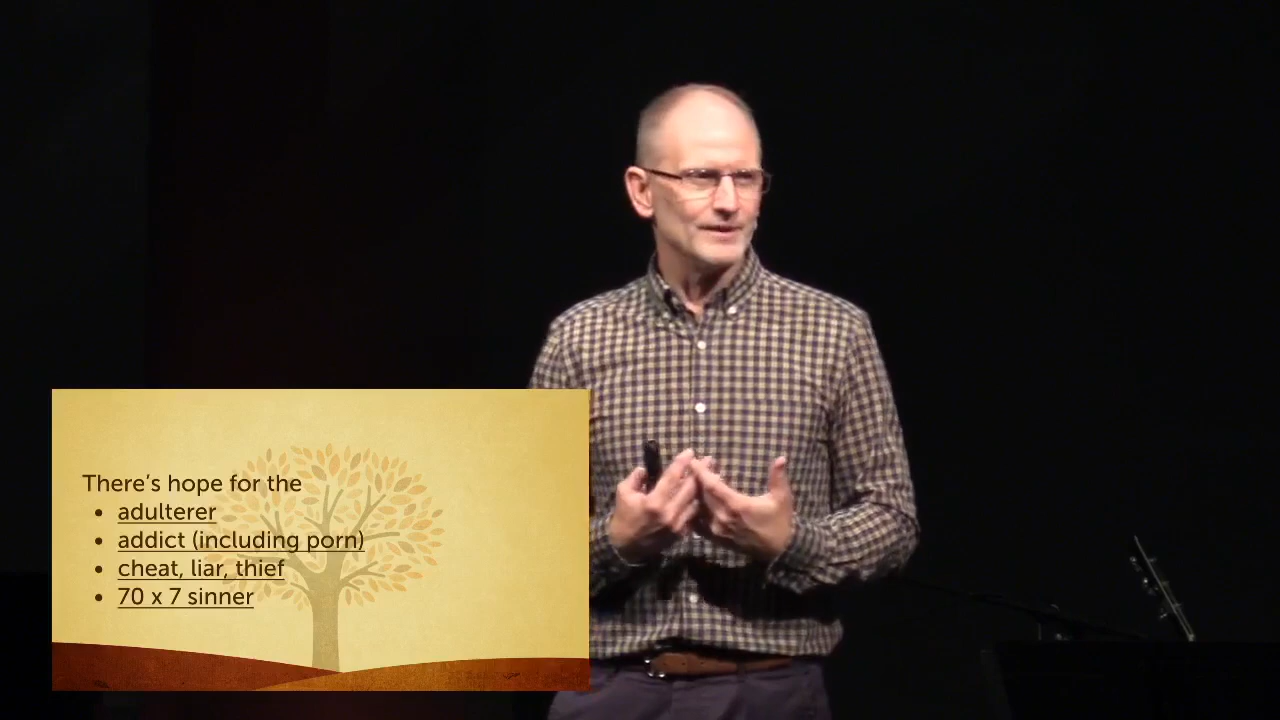 There's hope for the
• adulterer
• addict (including porn)
• cheat, liar, thief
• 70 x 7 sinner